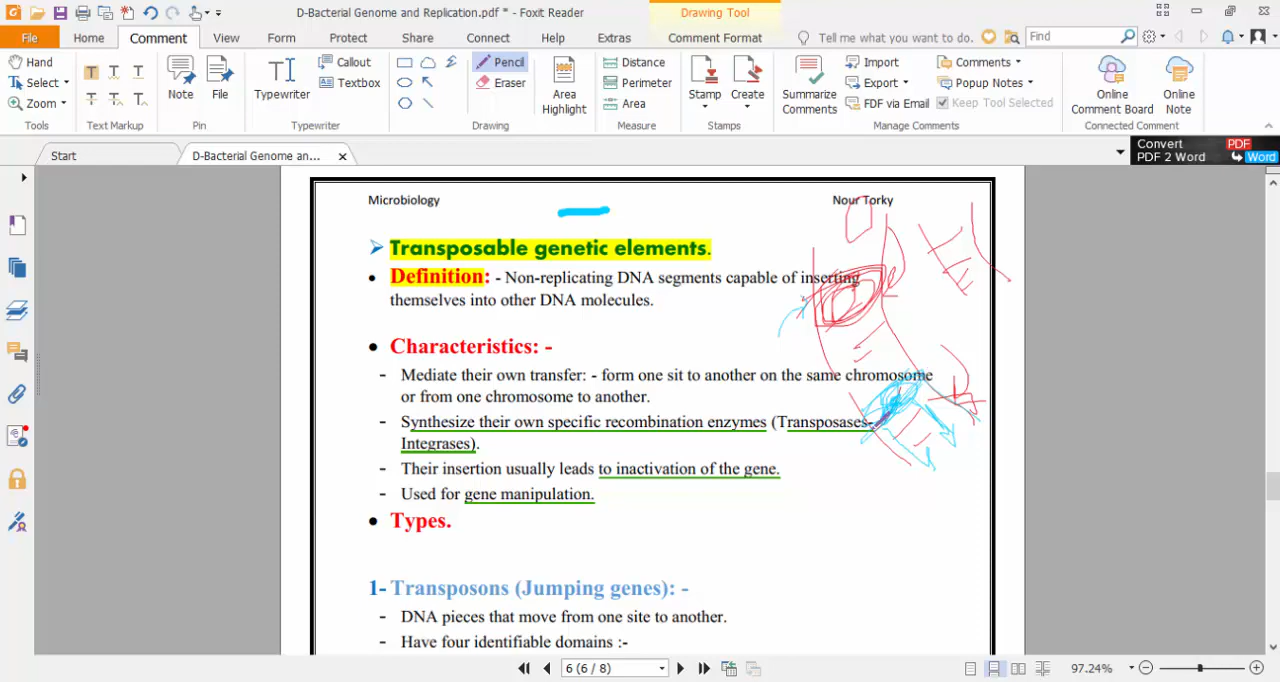 D-Bacterial Genome and Replication.pdf * - Foxit Reader
Drawing Tool
File Home Comment View Form Protect Share Connect Help Extras Comment Format Tell me what you want to do. Find
Hand
Select
Zoom
Tools
Text Markup
Note
File
Pin
Typewriter
Callout
Textbox
Typewriter
Pencil
Eraser
Drawing
Area
Highlight
Distance
Perimeter
Area
Measure
Stamp
Create
Stamps
Summarize
Comments
Import
Export
FDF via Email
Comments
Popup Notes
Keep Tool Selected
Manage Comments
Online
Comment Board
Online
Note
Connected Comment
Start
D-Bacterial Genome an...
Convert PDF
PDF 2 Word Word
Microbiology Nour Torky
Transposable genetic elements.
• Definition: - Non-replicating DNA segments capable of inserting
themselves into other DNA molecules.
• Characteristics: -
- Mediate their own transfer: - form one sit to another on the same chromosome
or from one chromosome to another.
- Synthesize their own specific recombination enzymes (Transposases-
Integrases).
- Their insertion usually leads to inactivation of the gene.
- Used for gene manipulation.
• Types.
1- Transposons (Jumping genes): -
- DNA pieces that move from one site to another.
- Have four identifiable domains :-
6 (6 / 8)
97.24%